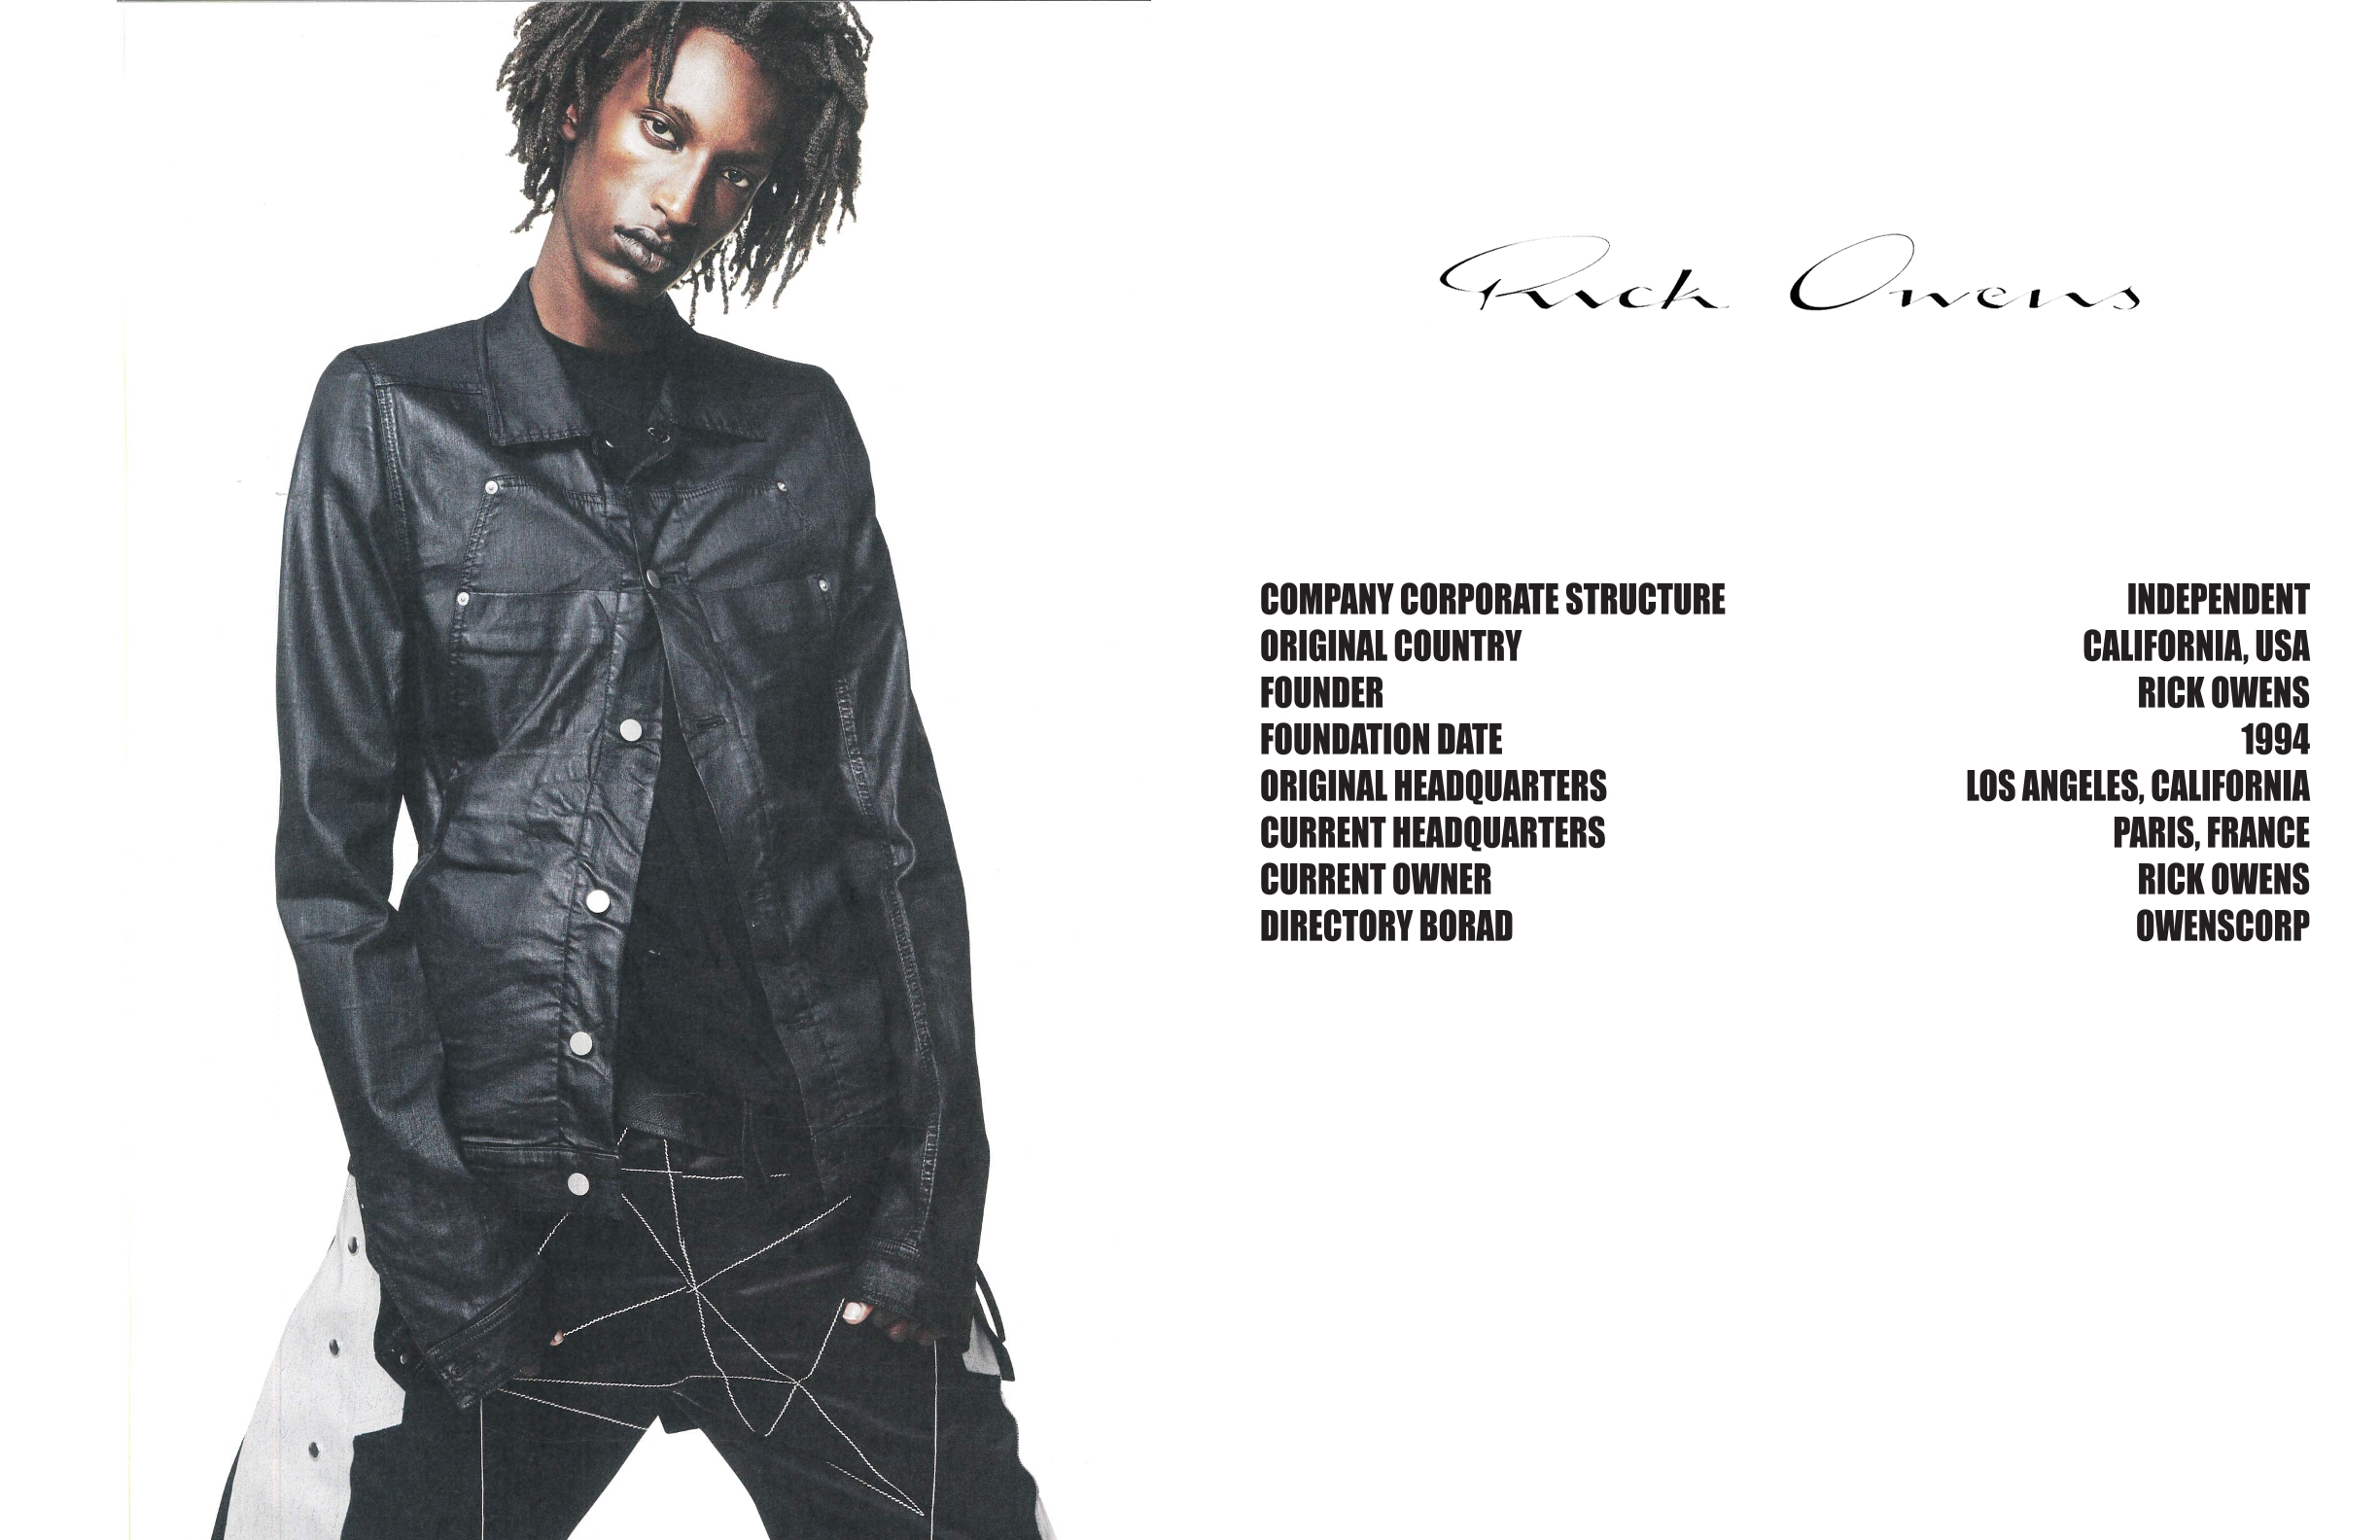 Rick Owens
COMPANY CORPORATE STRUCTURE INDEPENDENT
ORIGINAL COUNTRY CALIFORNIA, USA
FOUNDER RICK OWENS
FOUNDATION DATE 1994
ORIGINAL HEADQUARTERS LOS ANGELES, CALIFORNIA
CURRENT HEADQUARTERS PARIS, FRANCE
CURRENT OWNER RICK OWENS
DIRECTORY BORAD OWENSCORP